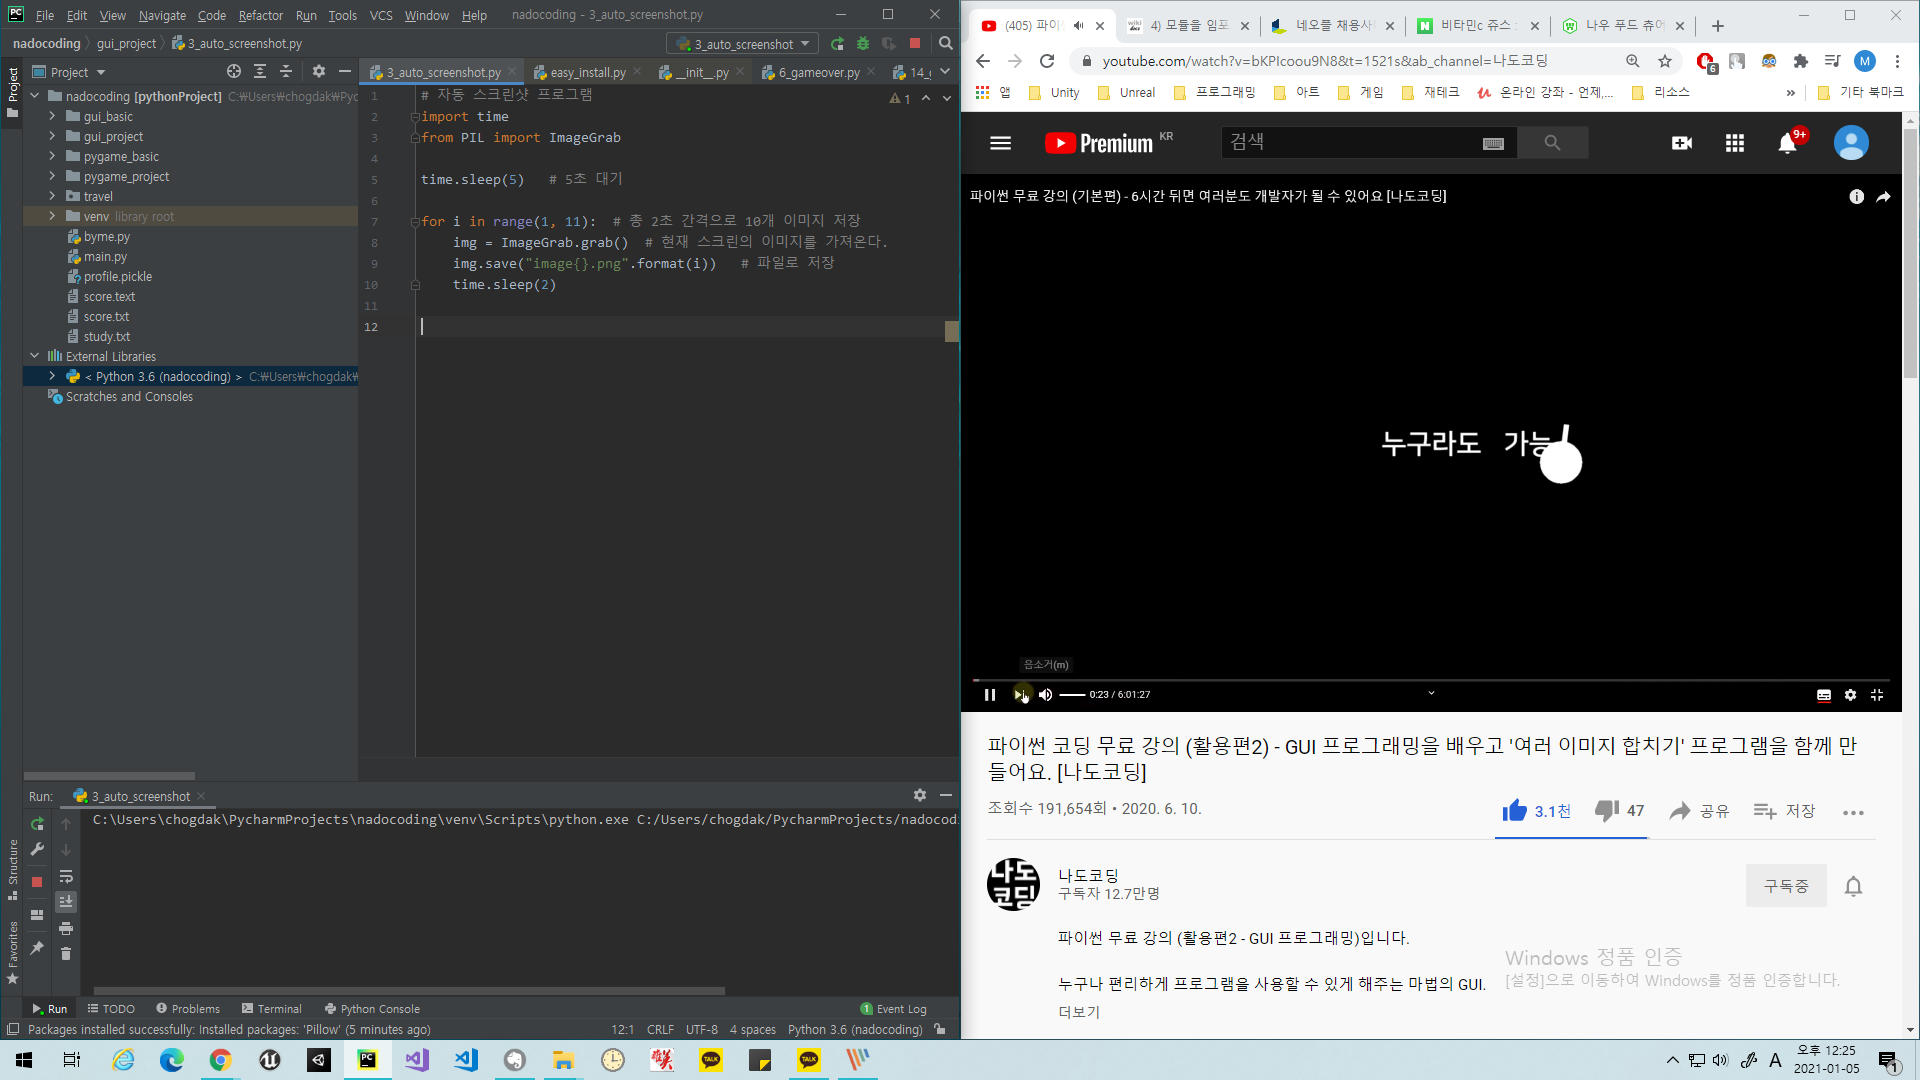 File Edit View Navigate Code Refactor Run Tools VCS Window Help nadocoding - 3_auto_screenshot.py
nadocoding gui_project 3_auto_screenshot.py
3_auto_screenshot
Project
3_auto_screenshot.py easy_install.py __init__.py 6_gameover.py 14_
Project
nadocoding [pythonProject] C:₩Users₩chogdak₩Pyc
gui_basic
gui_project
pygame_basic
pygame_project
travel
venv library root
byme.py
main.py
profile.pickle
score.text
score.txt
study.txt
External Libraries
< Python 3.6 (nadocoding) > C:₩Users₩chogdak₩
Scratches and Consoles
1 # 자동 스크린샷 프로그램
2 import time
3 from PIL import ImageGrab
4
5 time.sleep(5) # 5초 대기
6
7 for i in range(1, 11): # 총 2초 간격으로 10개 이미지 저장
8 img = ImageGrab.grab() # 현재 스크린의 이미지를 가져온다.
9 img.save("image{}.png".format(i)) # 파일로 저장
10 time.sleep(2)
11
12
1
Run: 3_auto_screenshot
C:\Users\chogdak\PycharmProjects\nadocoding\venv\Scripts\python.exe C:/Users/chogdak/PycharmProjects/nadocodi
Structure
Favorites
Run TODO Problems Terminal Python Console 1 Event Log
Packages installed successfully: Installed packages: 'Pillow' (5 minutes ago) 12:1 CRLF UTF-8 4 spaces Python 3.6 (nadocoding)
(405) 파이 4) 모듈을 임포 네오플 채용사 비타민c 쥬스 나우 푸드 츄어
youtube.com/watch?v=bKPIcoou9N8&t=1521s&ab_channel=나도코딩
6 M
앱 Unity Unreal 프로그래밍 아트 게임 재테크 온라인 강좌 - 언제,... 리소스 » 기타 북마크
Premium KR 검색 9+
파이썬 무료 강의 (기본편) - 6시간 뒤면 여러분도 개발자가 될 수 있어요 [나도코딩]
누구라도 가능
음소거(m)
0:23 / 6:01:27
파이썬 코딩 무료 강의 (활용편2) - GUI 프로그래밍을 배우고 '여러 이미지 합치기' 프로그램을 함께 만
들어요. [나도코딩]
조회수 191,654회 • 2020. 6. 10. 3.1천 47 공유 저장
나도
코딩
나도코딩
구독자 12.7만명
구독중
파이썬 무료 강의 (활용편2 - GUI 프로그래밍)입니다.
누구나 편리하게 프로그램을 사용할 수 있게 해주는 마법의 GUI.
더보기
Windows 정품 인증
[설정]으로 이동하여 Windows를 정품 인증합니다.
PC TALK TALK A 오후 12:25
2021-01-05 1